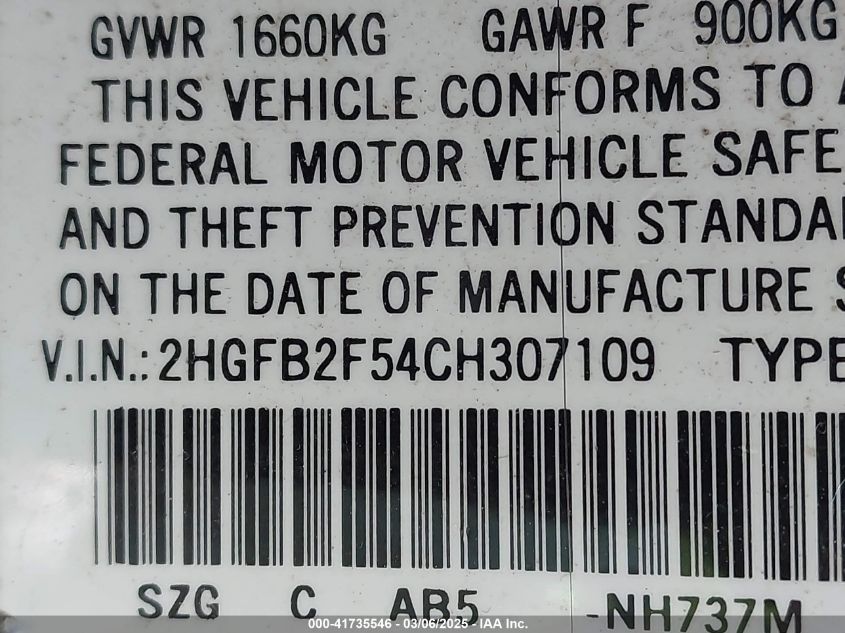 GVWR 1660KG GAWR F 900KG
THIS VEHICLE CONFORMS TO A
FEDERAL MOTOR VEHICLE SAFE
AND THEFT PREVENTION STANDA
ON THE DATE OF MANUFACTURE S
V.I.N.: 2HGFB2F54CH307109 TYPE
SZG C AB5 -NH737M
000-41735546 - 03/06/2025 - IAA Inc.